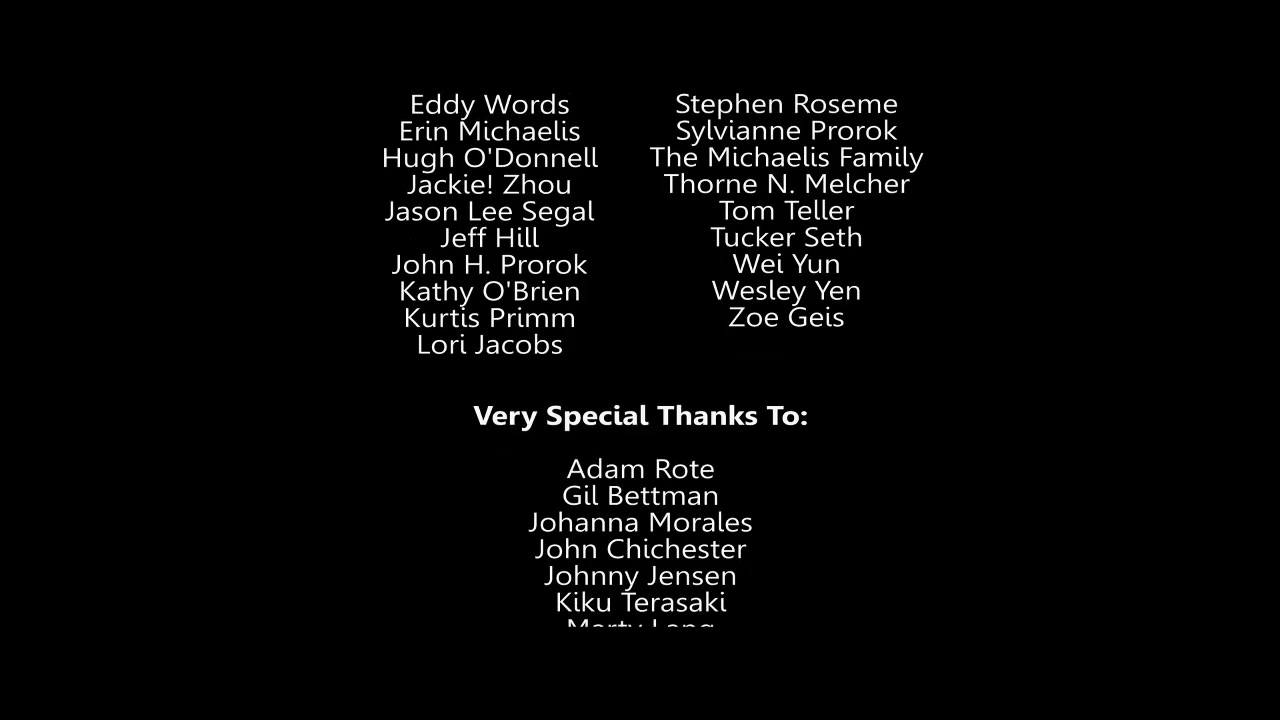 Eddy Words
Erin Michaelis
Hugh O'Donnell
Jackie! Zhou
Jason Lee Segal
Jeff Hill
John H. Prorok
Kathy O'Brien
Kurtis Primm
Lori Jacobs
Stephen Roseme
Sylvianne Prorok
The Michaelis Family
Thorne N. Melcher
Tom Teller
Tucker Seth
Wei Yun
Wesley Yen
Zoe Geis
Very Special Thanks To:
Adam Rote
Gil Bettman
Johanna Morales
John Chichester
Johnny Jensen
Kiku Terasaki